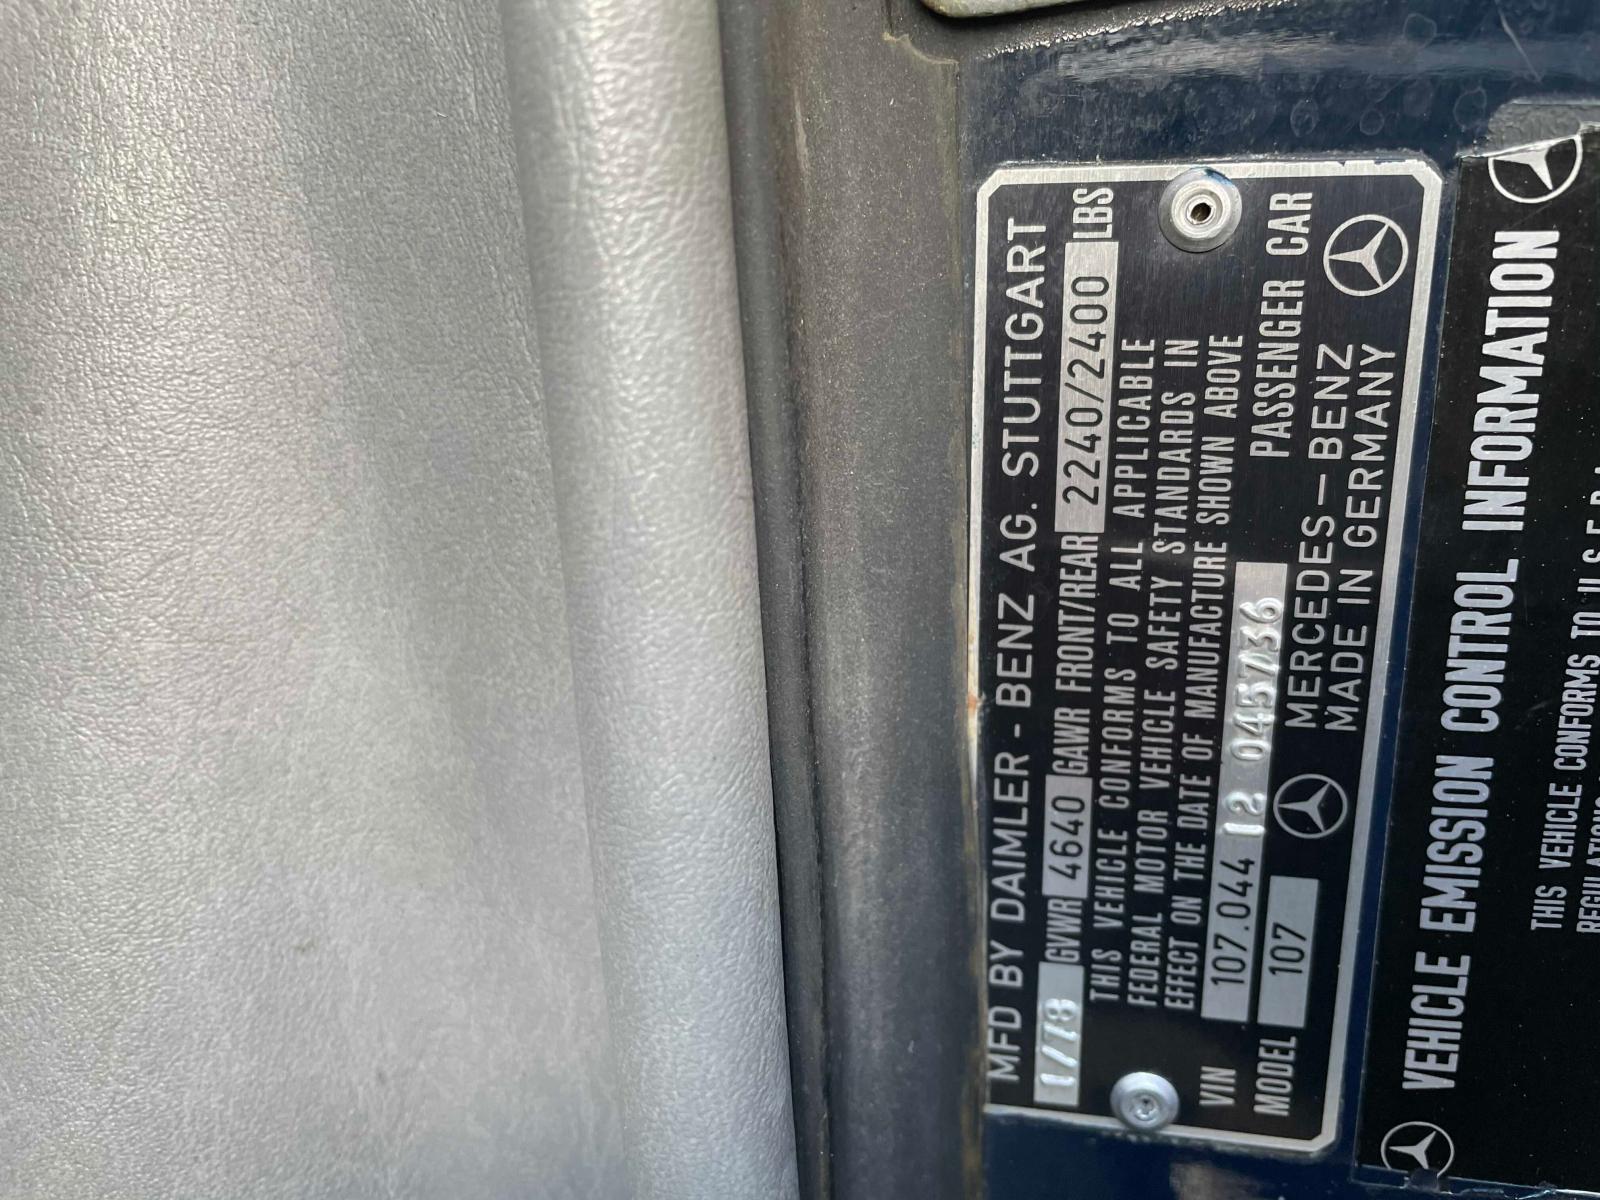 MFD BY DAIMLER - BENZ AG. STUTTGART
1/78 GVWR 4640 GAWR FRONT/REAR 2240/2400 LBS
THIS VEHICLE CONFORMS TO ALL APPLICABLE
FEDERAL MOTOR VEHICLE SAFETY STANDARDS IN
EFFECT ON THE DATE OF MANUFACTURE SHOWN ABOVE
VIN 107.044 12 045736 PASSENGER CAR
MODEL 107 MERCEDES-BENZ
MADE IN GERMANY
VEHICLE EMISSION CONTROL INFORMATION
THIS VEHICLE CONFORMS TO U.S.E.P.A.